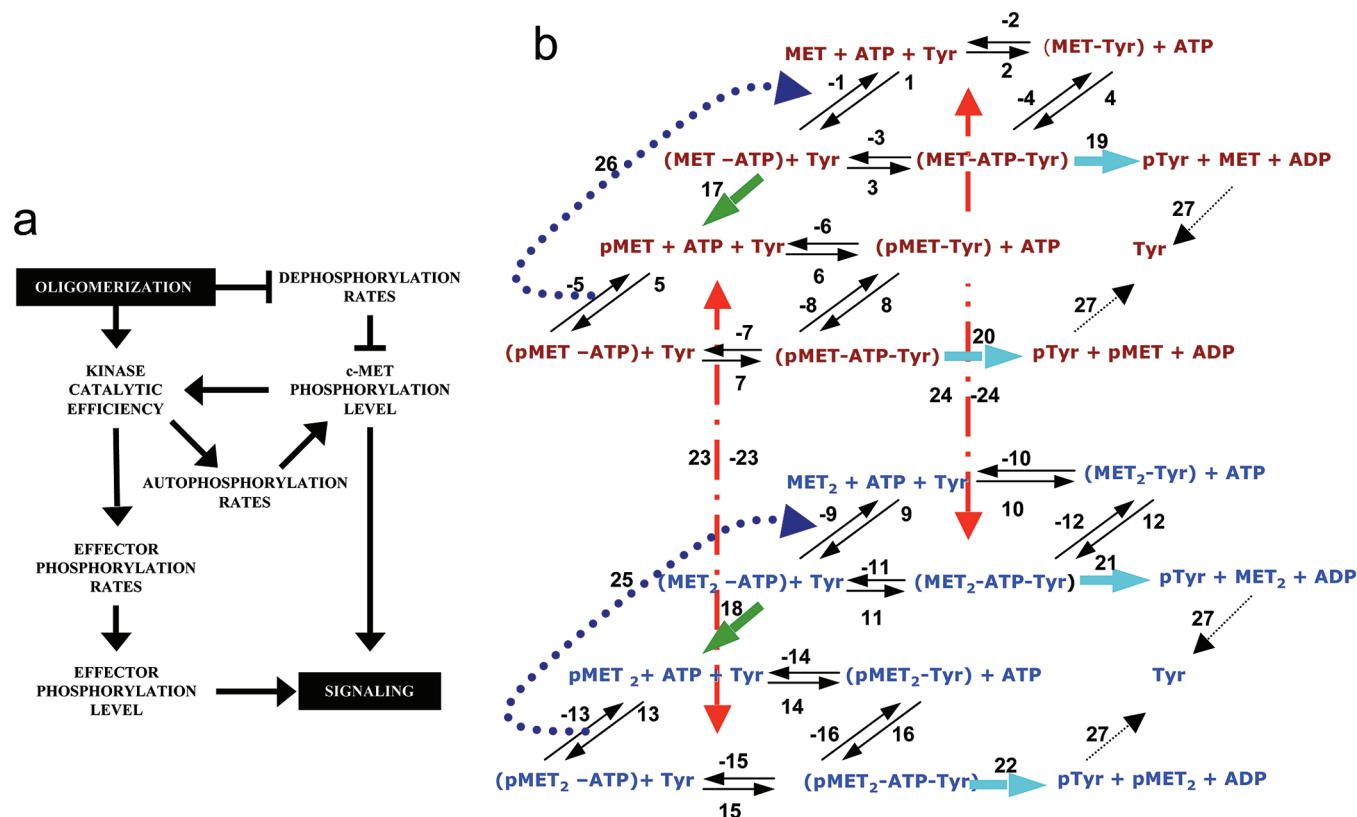 a
OLIGOMERIZATION
DEPHOSPHORYLATION
RATES
KINASE
CATALYTIC
EFFICIENCY
c-MET
PHOSPHORYLATION
LEVEL
AUTOPHOSPHORYLATION
RATES
EFFECTOR
PHOSPHORYLATION
RATES
EFFECTOR
PHOSPHORYLATION
LEVEL
SIGNALING
b
-2
MET + ATP + Tyr
(MET-Tyr) + ATP
2
-1
1
-4
4
-3
19
26
(MET –ATP)+ Tyr
(MET-ATP-Tyr)
pTyr + MET + ADP
17
3
27
-6
pMET + ATP + Tyr
(pMET-Tyr) + ATP
Tyr
6
-5
5
-8
8
27
-7
20
(pMET –ATP)+ Tyr
(pMET-ATP-Tyr)
pTyr + pMET + ADP
7
24
-24
23
-23
-10
MET2 + ATP + Tyr
(MET2-Tyr) + ATP
10
-9
9
-12
12
-11
21
25
(MET2 –ATP)+ Tyr
(MET2-ATP-Tyr)
pTyr + MET2 + ADP
18
11
27
-14
pMET 2+ ATP + Tyr
(pMET2-Tyr) + ATP
Tyr
14
-13
13
-16
16
27
-15
22
(pMET2 –ATP)+ Tyr
(pMET2-ATP-Tyr)
pTyr + pMET2 + ADP
15